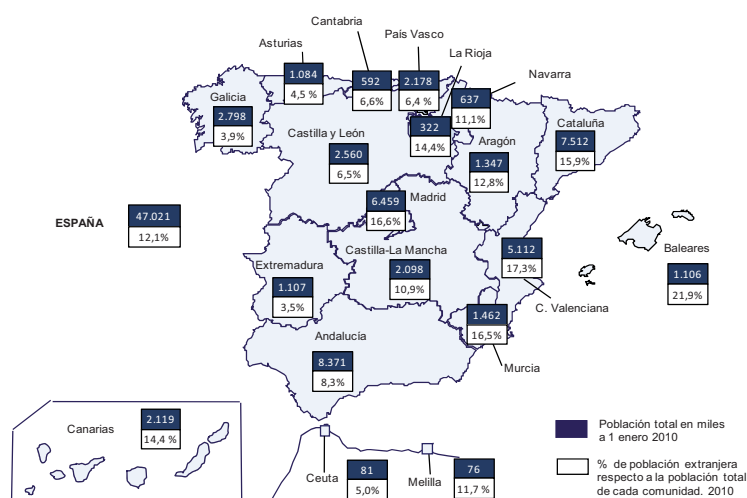 Cantabria
País Vasco
Asturias
La Rioja
1.084
4,5 %
592
6,6%
2.178
6,4 %
Navarra
637
11,1%
Galicia
2.798
3,9%
322
14,4%
Cataluña
7.512
15,9%
Castilla y León
2.560
6,5%
Aragón
1.347
12,8%
Madrid
6.459
16,6%
ESPAÑA
47.021
12,1%
Castilla-La Mancha
2.098
10,9%
5.112
17,3%
C. Valenciana
Baleares
1.106
21,9%
Extremadura
1.107
3,5%
1.462
16,5%
Murcia
Andalucía
8.371
8,3%
Canarias
2.119
14,4 %
Ceuta
81
5,0%
Melilla
76
11,7%
Población total en miles
a 1 enero 2010
% de población extranjera
respecto a la población total
de cada comunidad. 2010